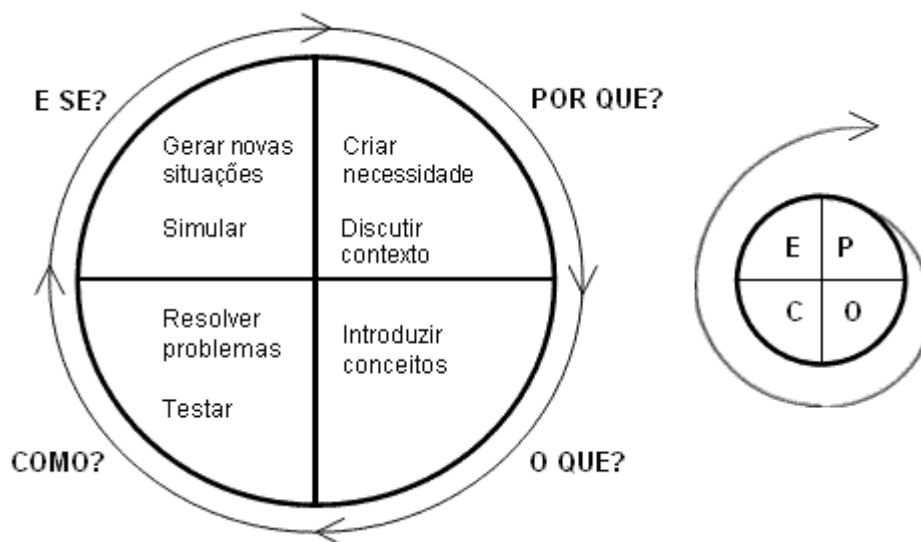 E SE?
POR QUE?
Gerar novas
situações
Simular
Criar
necessidade
Discutir
contexto
Resolver
problemas
Testar
Introduzir
conceitos
COMO?
O QUE?
E P
C O